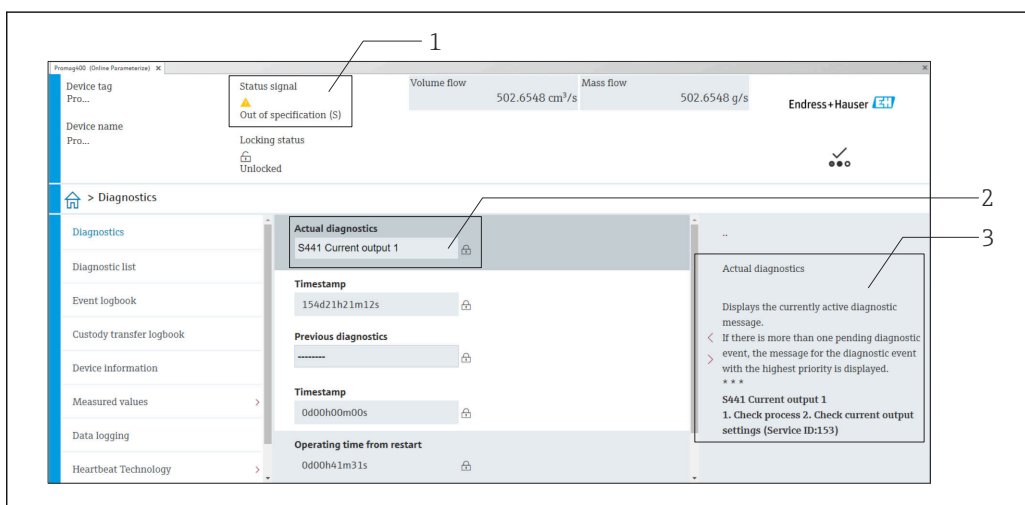 1
Promag400 (Online Parameterize) ×
×
Device tag
Pro...
Status signal
Out of specification (S)
Volume flow
502.6548 cm³/s
Mass flow
502.6548 g/s
Endress+Hauser EH
Device name
Pro...
Locking status
Unlocked
> Diagnostics
2
3
Diagnostics
Diagnostic list
Event logbook
Custody transfer logbook
Device information
Measured values >
Data logging
Heartbeat Technology >
Actual diagnostics
S441 Current output 1
Timestamp
154d21h21m12s
Previous diagnostics
--------
Timestamp
0d00h00m00s
Operating time from restart
0d00h41m31s
..
Actual diagnostics
Displays the currently active diagnostic
message.
If there is more than one pending diagnostic
event, the message for the diagnostic event
with the highest priority is displayed.
* * *
S441 Current output 1
1. Check process 2. Check current output
settings (Service ID:153)